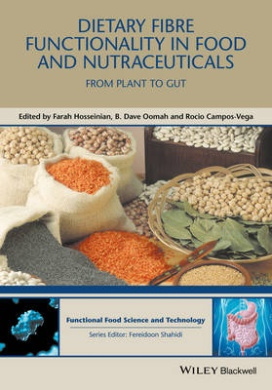 DIETARY FIBRE
FUNCTIONALITY IN FOOD
AND NUTRACEUTICALS
FROM PLANT TO GUT
Edited by Farah Hosseinian, B. Dave Oomah and Rocio Campos-Vega
Functional Food Science and Technology
Series Editor: Fereidoon Shahidi
WILEY Blackwell